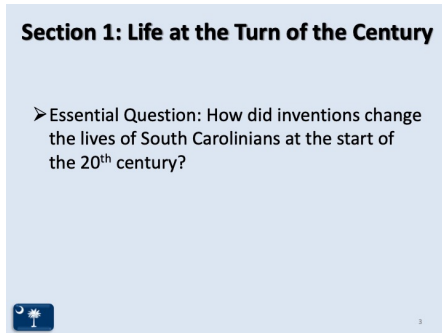 Section 1: Life at the Turn of the Century
➢Essential Question: How did inventions change
the lives of South Carolinians at the start of
the 20th century?
3